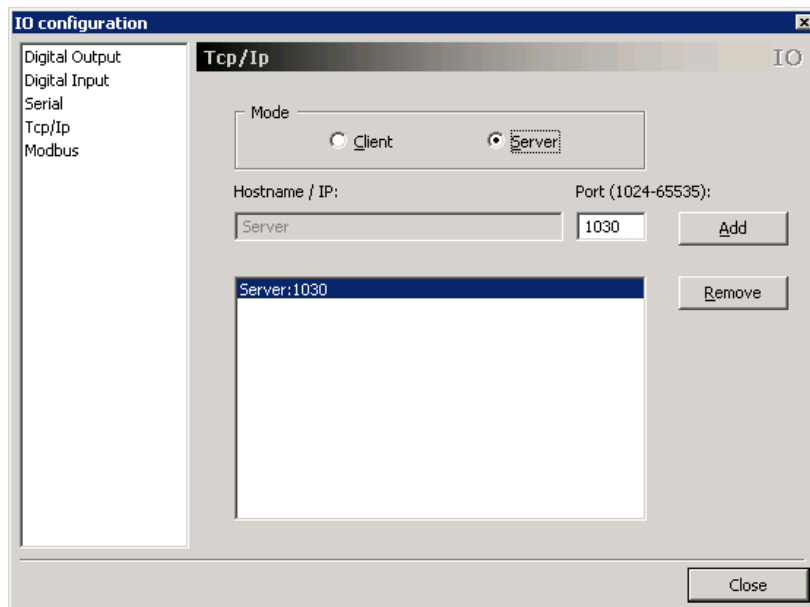 IO configuration
Digital Output
Digital Input
Serial
Tcp/Ip
Modbus
Tcp/Ip
IO
Mode
Client
Server
Hostname / IP:
Port (1024-65535):
Server
1030
Add
Server:1030
Remove
Close